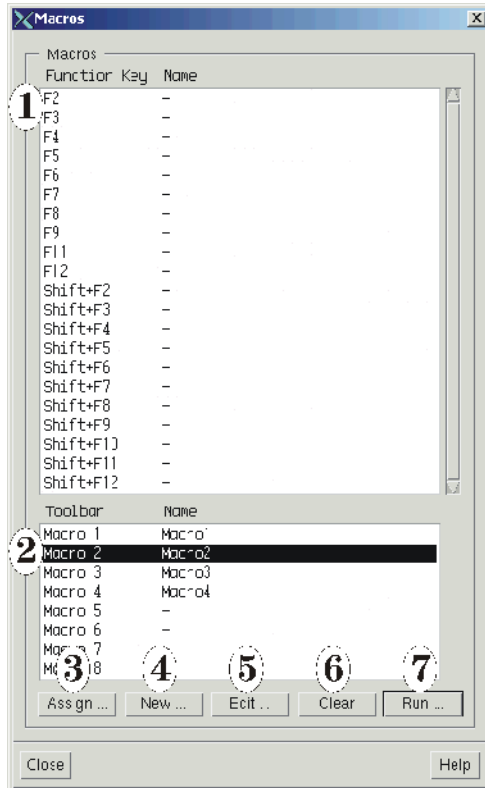 Macros
Macros
Function Key Name
1
F2 –
F3 –
F4 –
F5 –
F6 –
F7 –
F8 –
F9 –
F11 –
F12 –
Shift+F2 –
Shift+F3 –
Shift+F4 –
Shift+F5 –
Shift+F6 –
Shift+F7 –
Shift+F8 –
Shift+F9 –
Shift+F10 –
Shift+F11 –
Shift+F12 –
Toolbar Name
Macro 1 Macro1
2
Macro 2 Macro2
Macro 3 Macro3
Macro 4 Macro4
Macro 5 –
Macro 6 –
Macro 7
Macro 8
3 4 5 6 7
Assign ... New ... Edit ... Clear Run ...
Close Help